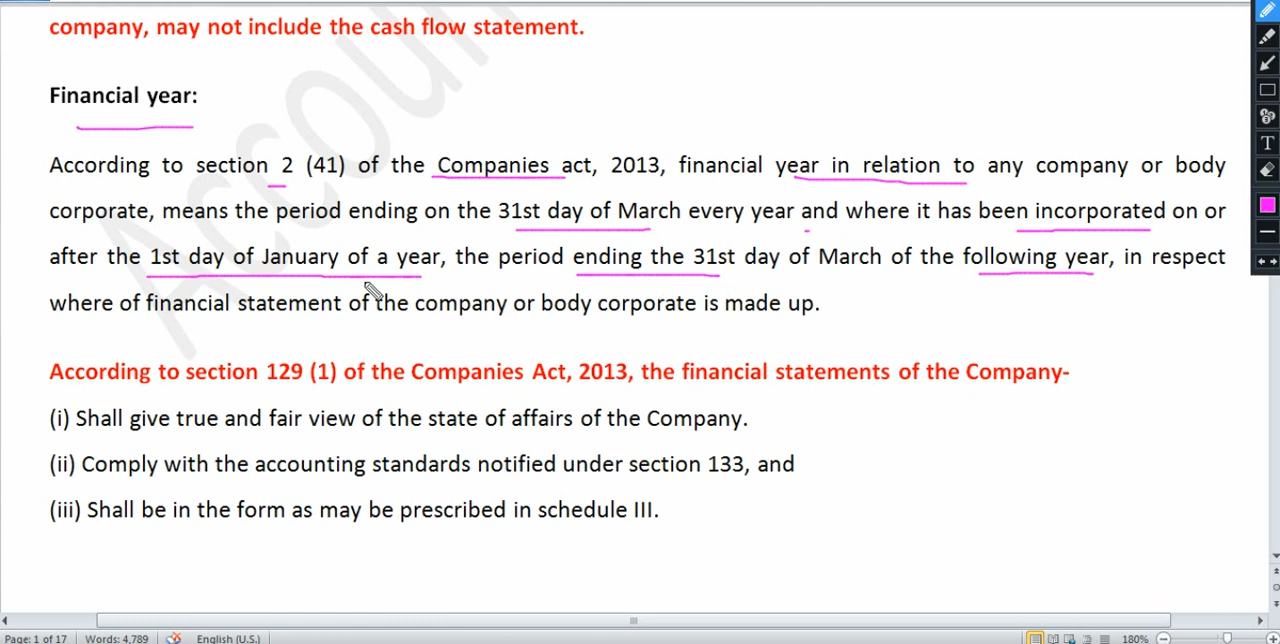 company, may not include the cash flow statement.
Financial year:
According to section 2 (41) of the Companies act, 2013, financial year in relation to any company or body
corporate, means the period ending on the 31st day of March every year and where it has been incorporated on or
after the 1st day of January of a year, the period ending the 31st day of March of the following year, in respect
where of financial statement of the company or body corporate is made up.
According to section 129 (1) of the Companies Act, 2013, the financial statements of the Company-
(i) Shall give true and fair view of the state of affairs of the Company.
(ii) Comply with the accounting standards notified under section 133, and
(iii) Shall be in the form as may be prescribed in schedule III.
Page: 1 of 17 Words: 4,789 English (U.S.) 180%